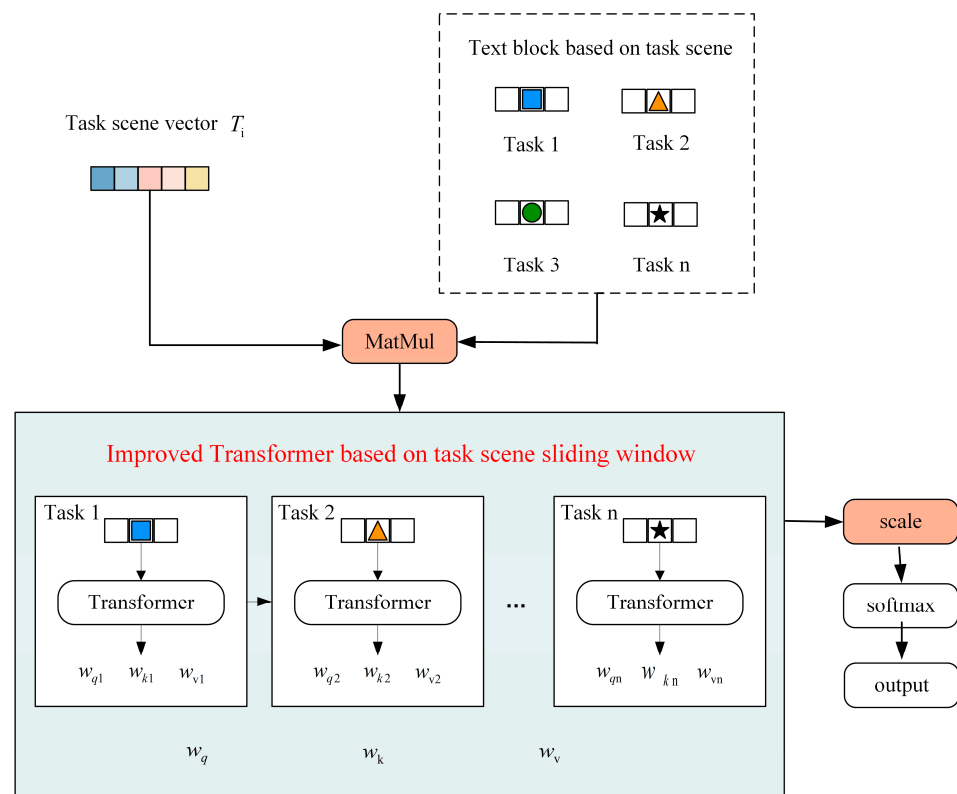 Text block based on task scene
Task scene vector T_i
Task 1
Task 2
Task 3
Task n
MatMul
Improved Transformer based on task scene sliding window
Task 1
Task 2
Task n
Transformer
Transformer
...
Transformer
w_q1 w_k1 w_v1
w_q2 w_k2 w_v2
w_qn w_kn w_vn
w_q w_k w_v
scale
softmax
output